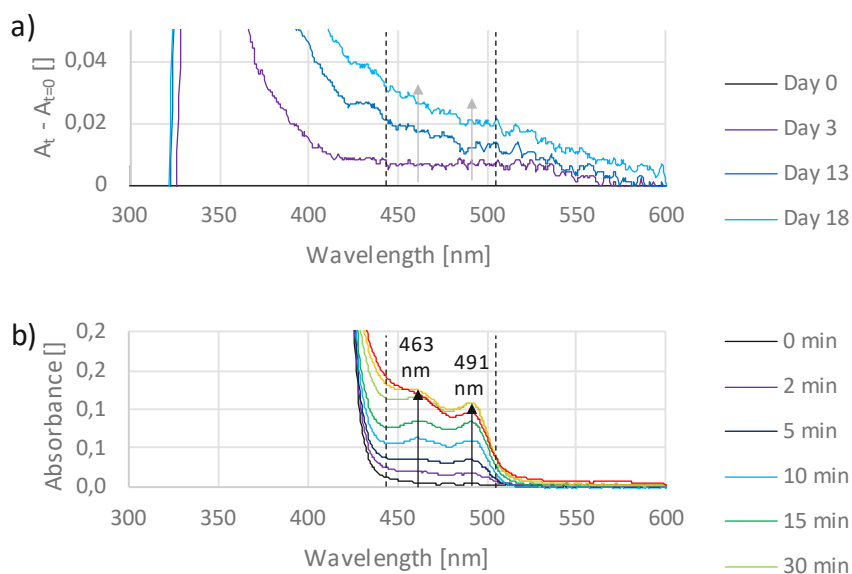 a)
0,04
0,02
0
A_t - A_{t=0} []
300 350 400 450 500 550 600
Wavelength [nm]
Day 0
Day 3
Day 13
Day 18
b)
0,2
0,2
0,1
0,1
0,0
Absorbance []
463
nm
491
nm
300 350 400 450 500 550 600
Wavelength [nm]
0 min
2 min
5 min
10 min
15 min
30 min